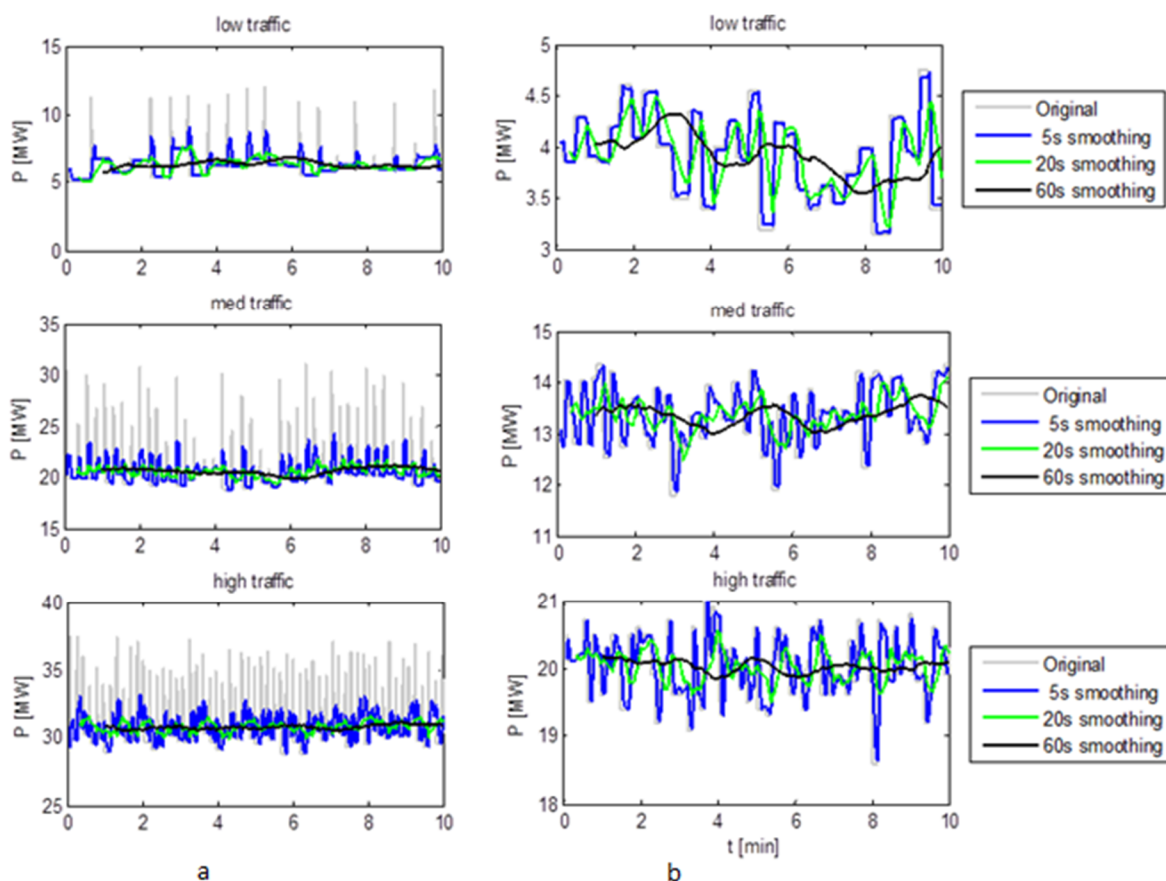 low traffic
15
10
5
0
P [MW]
0 2 4 6 8 10
low traffic
5
4.5
4
3.5
3
P [MW]
0 2 4 6 8 10
Original
5s smoothing
20s smoothing
60s smoothing
med traffic
35
30
25
20
15
P [MW]
0 2 4 6 8 10
med traffic
15
14
13
12
11
P [MW]
0 2 4 6 8 10
Original
5s smoothing
20s smoothing
60s smoothing
high traffic
40
35
30
25
P [MW]
0 2 4 6 8 10
a
high traffic
21
20
19
18
P [MW]
0 2 4 6 8 10
t [min]
b
Original
5s smoothing
20s smoothing
60s smoothing